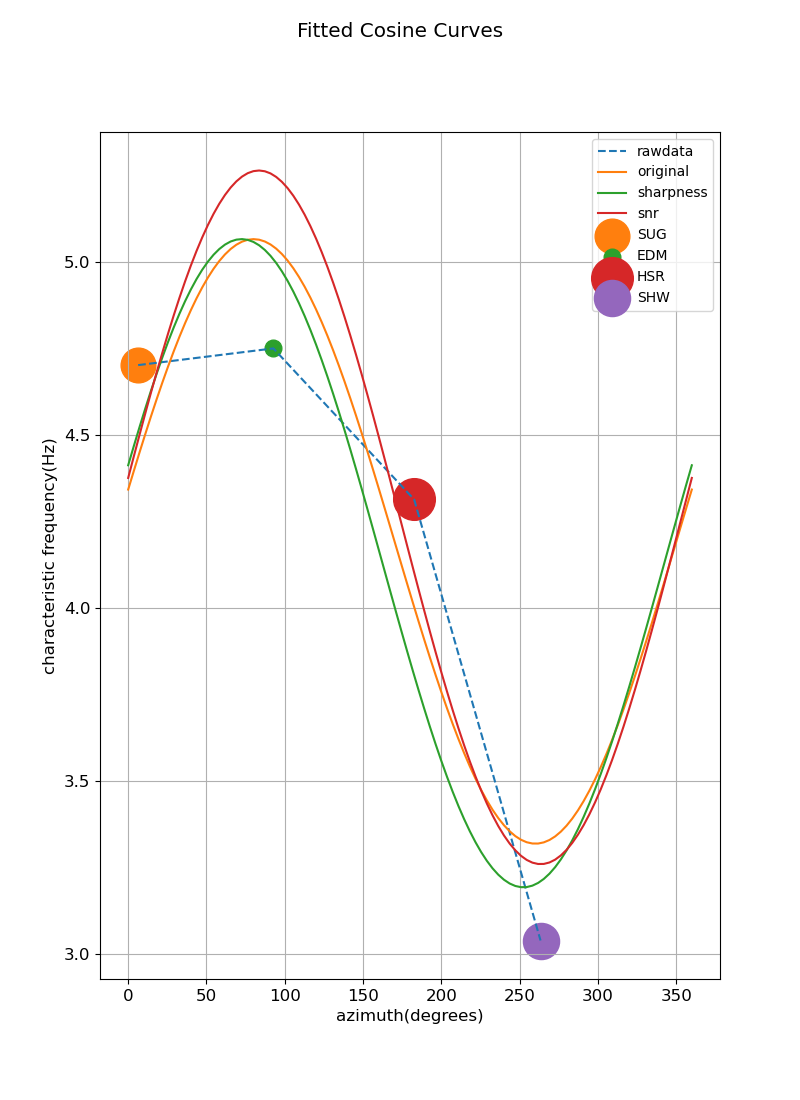 Fitted Cosine Curves
rawdata
original
sharpness
snr
SUG
EDM
HSR
SHW
characteristic frequency(Hz)
5.0
4.5
4.0
3.5
3.0
0 50 100 150 200 250 300 350
azimuth(degrees)